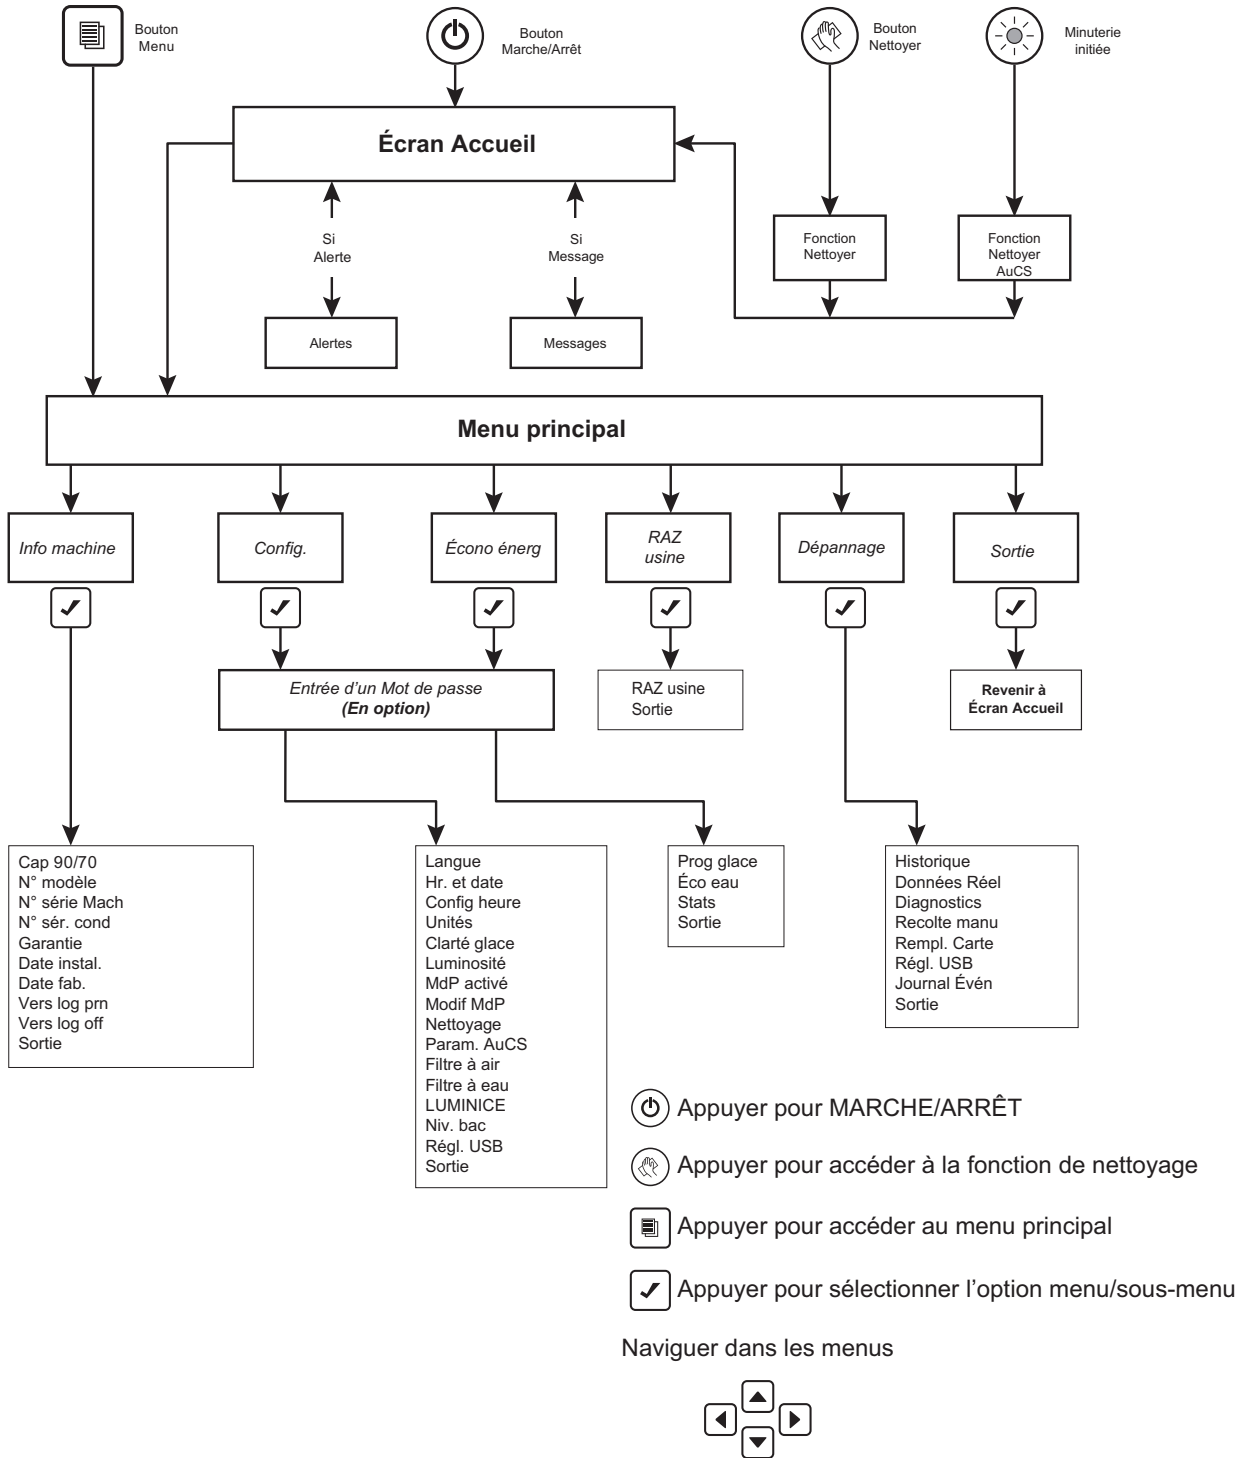 Bouton
Menu
Bouton
Marche/Arrêt
Bouton
Nettoyer
Minuterie
initiée
Écran Accueil
Si
Alerte
Si
Message
Fonction
Nettoyer
Fonction
Nettoyer
AuCS
Alertes
Messages
Menu principal
Info machine
Config.
Écono énerg
RAZ
usine
Dépannage
Sortie
Entrée d’un Mot de passe
(En option)
RAZ usine
Sortie
Revenir à
Écran Accueil
Cap 90/70
N° modèle
N° série Mach
N° sér. cond
Garantie
Date instal.
Date fab.
Vers log prn
Vers log off
Sortie
Langue
Hr. et date
Config heure
Unités
Clarté glace
Luminosité
MdP activé
Modif MdP
Nettoyage
Param. AuCS
Filtre à air
Filtre à eau
LUMINICE
Niv. bac
Régl. USB
Sortie
Prog glace
Éco eau
Stats
Sortie
Historique
Données Réel
Diagnostics
Recolte manu
Rempl. Carte
Régl. USB
Journal Évén
Sortie
Appuyer pour MARCHE/ARRÊT
Appuyer pour accéder à la fonction de nettoyage
Appuyer pour accéder au menu principal
Appuyer pour sélectionner l’option menu/sous-menu
Naviguer dans les menus